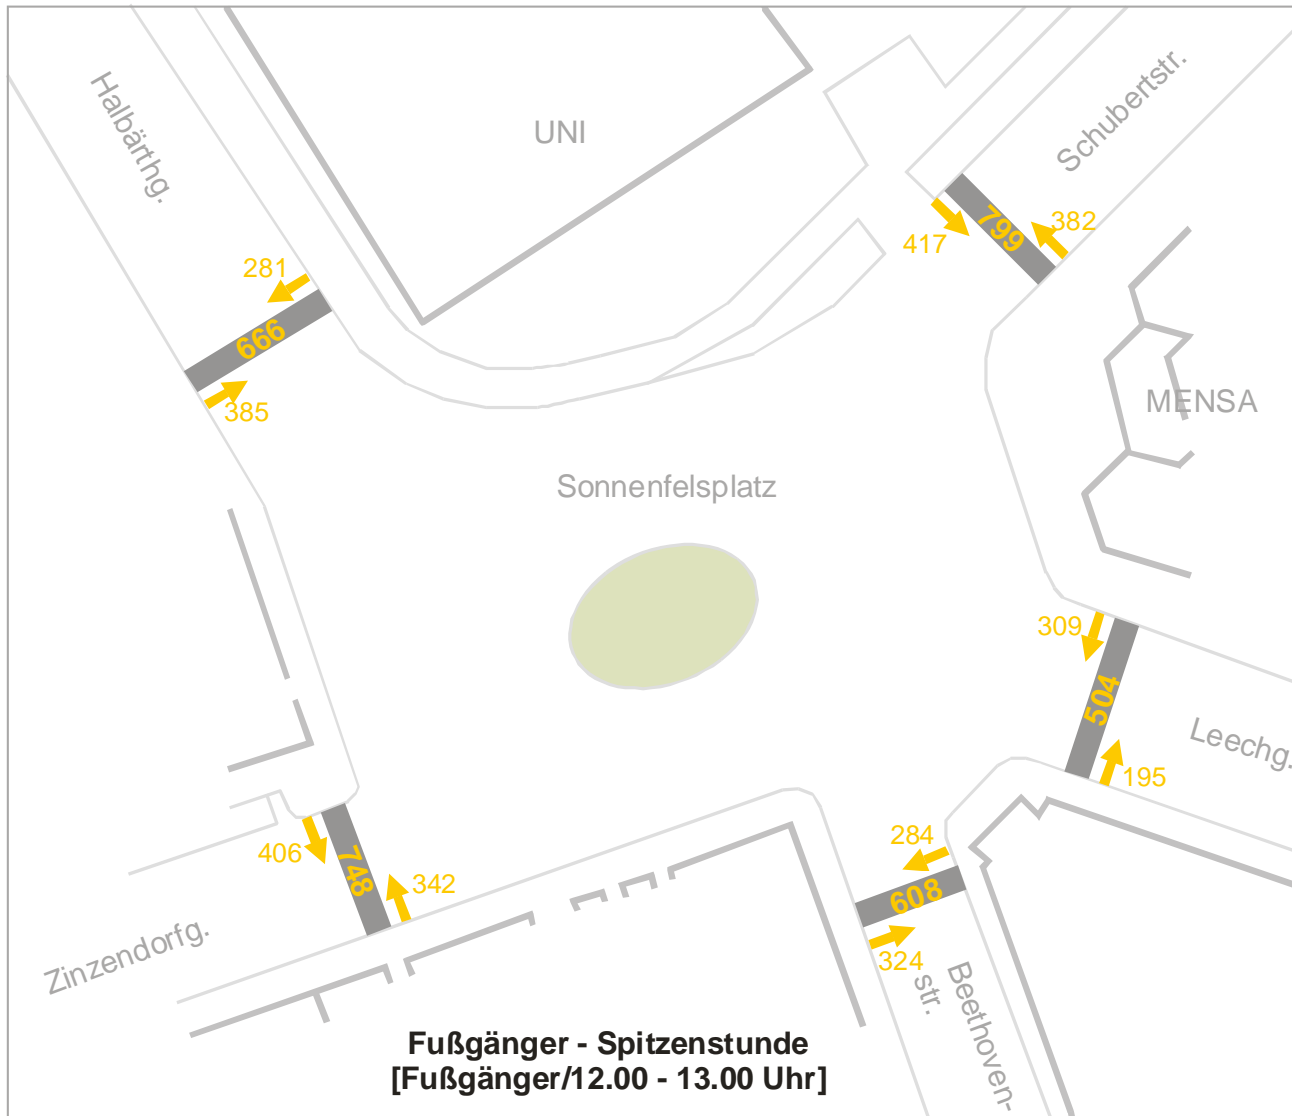 Halbärthg.
UNI
Schubertstr.
281
666
385
417
799
382
MENSA
Sonnenfelsplatz
309
504
195
Leechg.
406
748
342
Zinzendorfg.
284
608
324
Beethoven-
str.
Fußgänger - Spitzenstunde
[Fußgänger/12.00 - 13.00 Uhr]